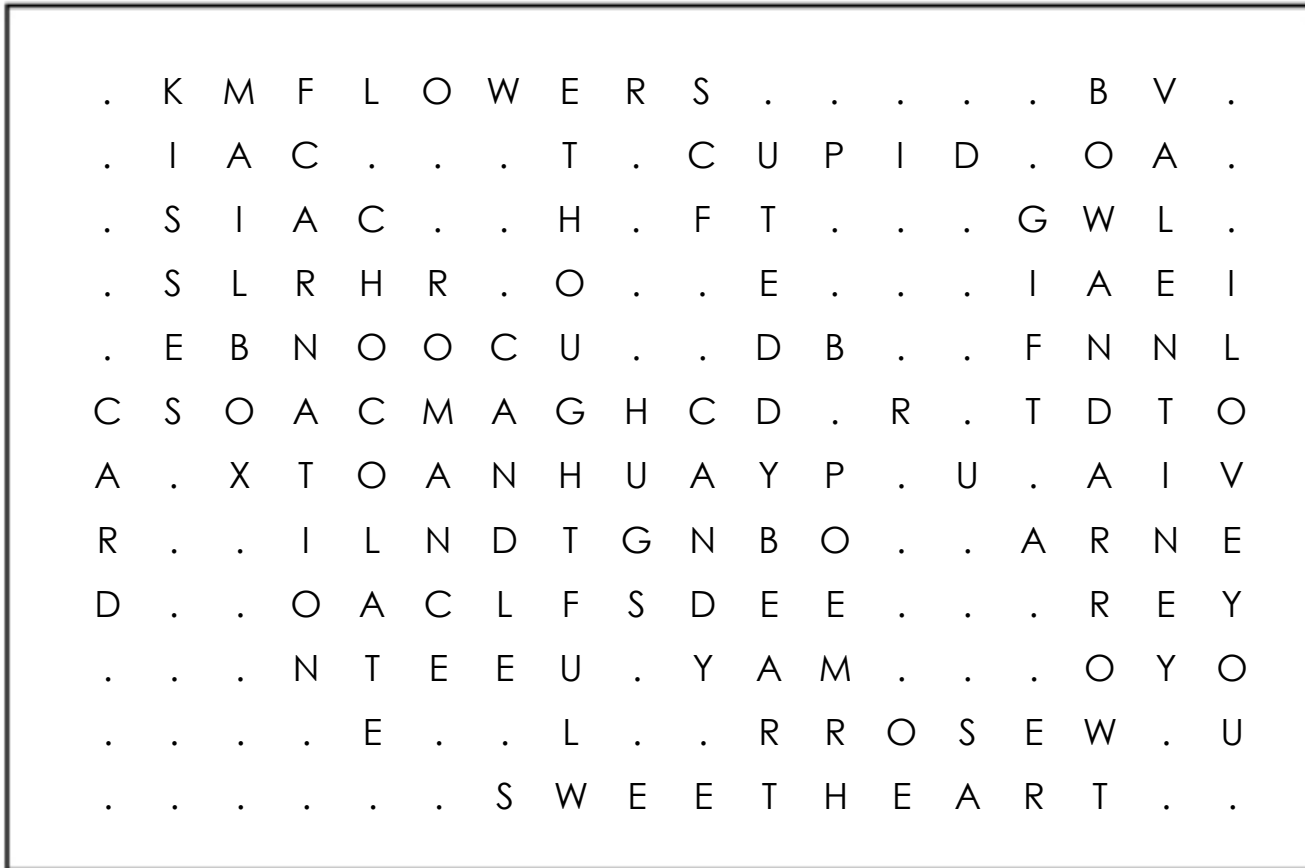 . K M F L O W E R S . . . . . B V .
. I A C . . . T . C U P I D . O A .
. S I A C . . H . F T . . . G W L .
. S L R H R . O . . E . . . I A E I
. E B N O O C U . . D B . . F N N L
C S O A C M A G H C D . R . T D T O
A . X T O A N H U A Y P . U . A I V
R . . I L N D T G N B O . . A R N E
D . . O A C L F S D E E . . . R E Y
. . . N T E E U . Y A M . . . O Y O
. . . . E . . L . . R R O S E W . U
. . . . . . S W E E T H E A R T . .